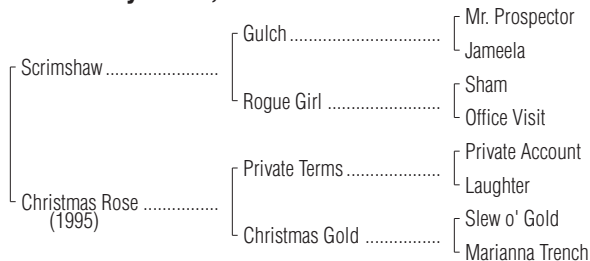 Mr. Prospector
Gulch
Jameela
Scrimshaw
Sham
Rogue Girl
Office Visit
Private Account
Private Terms
Laughter
Christmas Rose
(1995)
Slew o' Gold
Christmas Gold
Marianna Trench